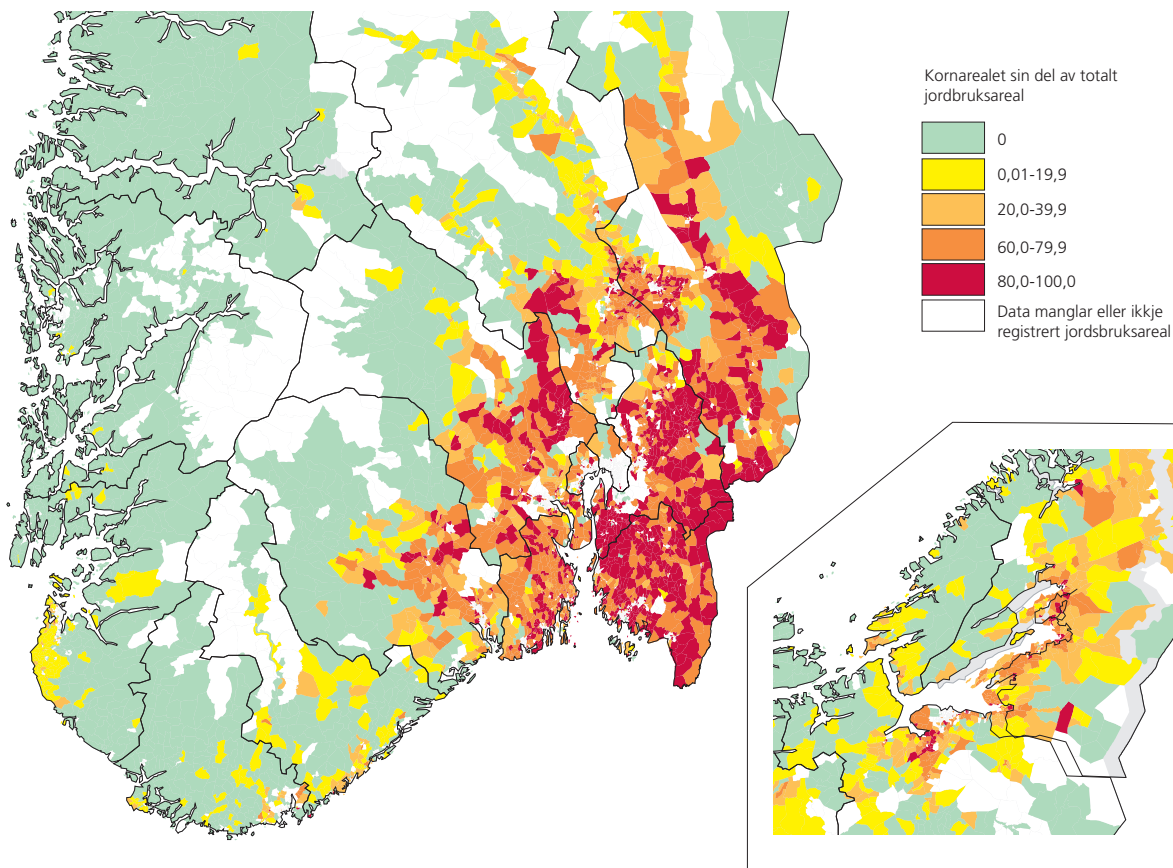 Kornarealet sin del av totalt
jordbruksareal
0
0,01-19,9
20,0-39,9
60,0-79,9
80,0-100,0
Data manglar eller ikkje
registrert jordsbruksareal